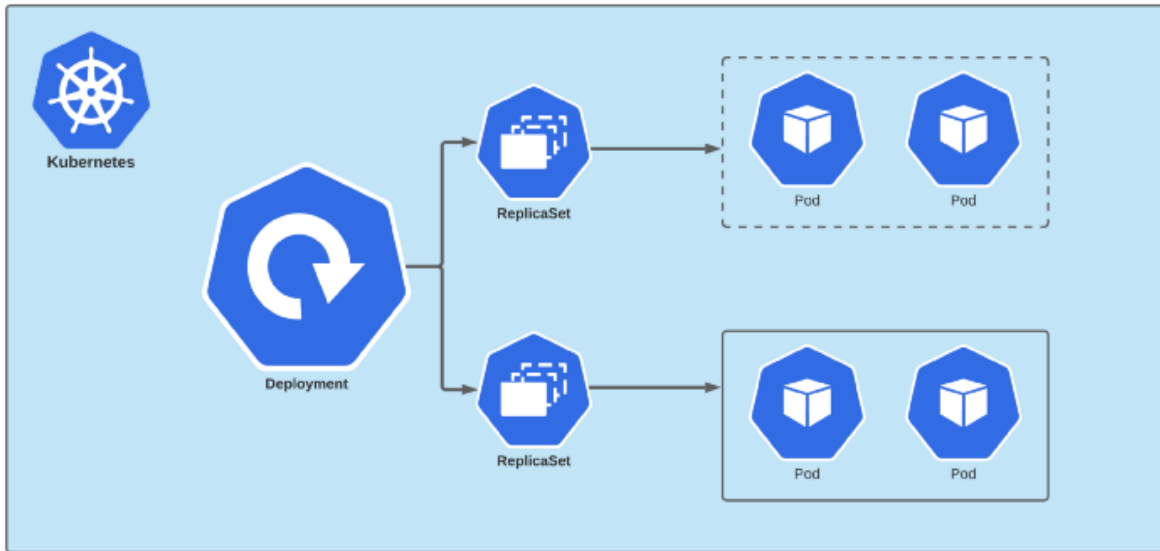 Kubernetes
Deployment
ReplicaSet
Pod
Pod
ReplicaSet
Pod
Pod